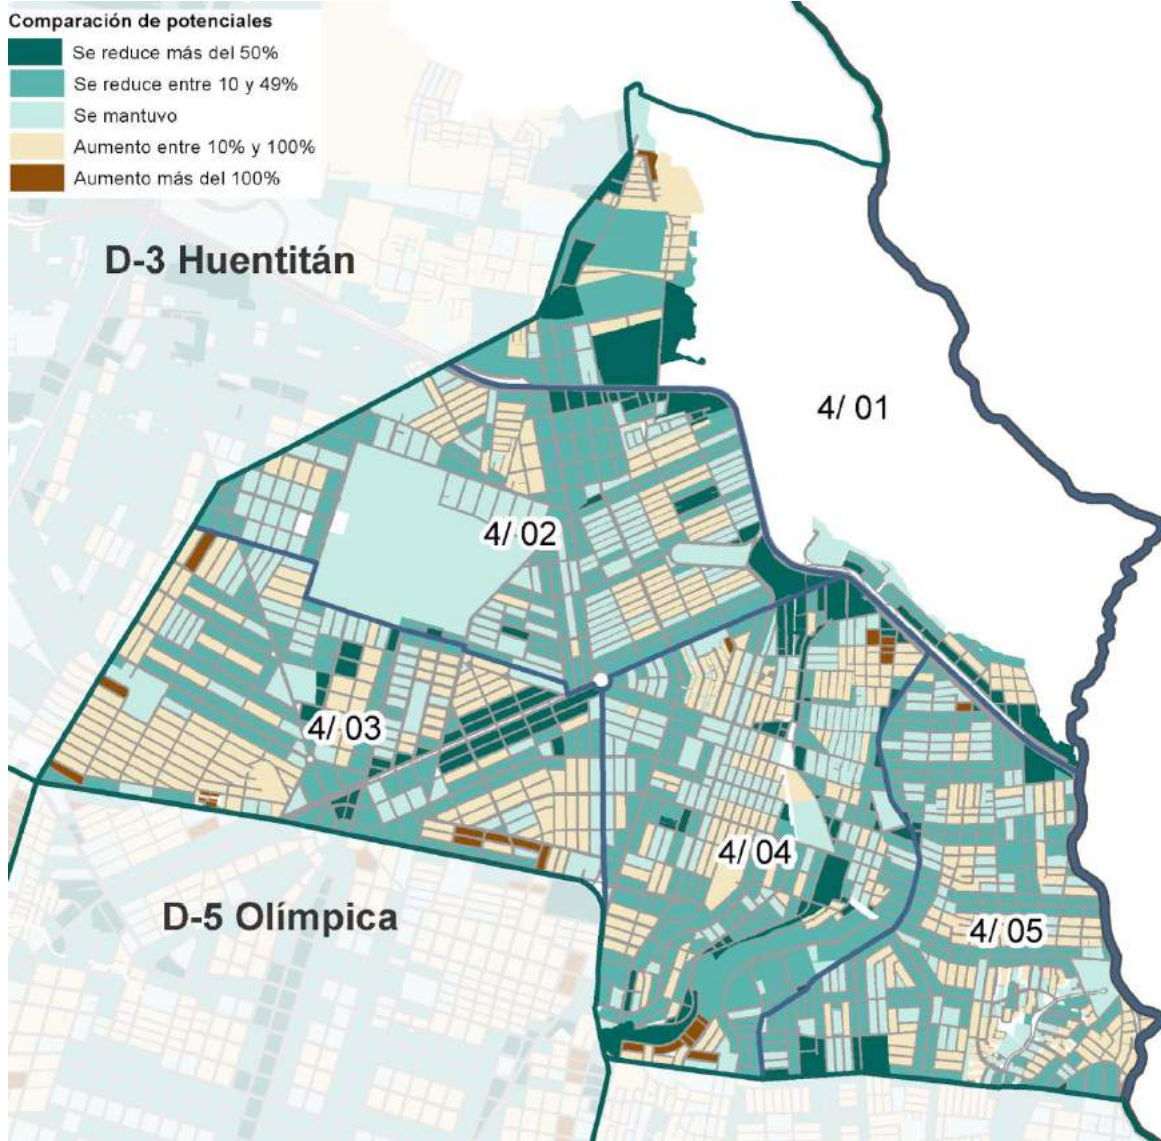 Comparación de potenciales
Se reduce más del 50%
Se reduce entre 10 y 49%
Se mantuvo
Aumento entre 10% y 100%
Aumento más del 100%
D-3 Huentitán
4/ 01
4/ 02
4/ 03
4/ 04
D-5 Olímpica
4/ 05